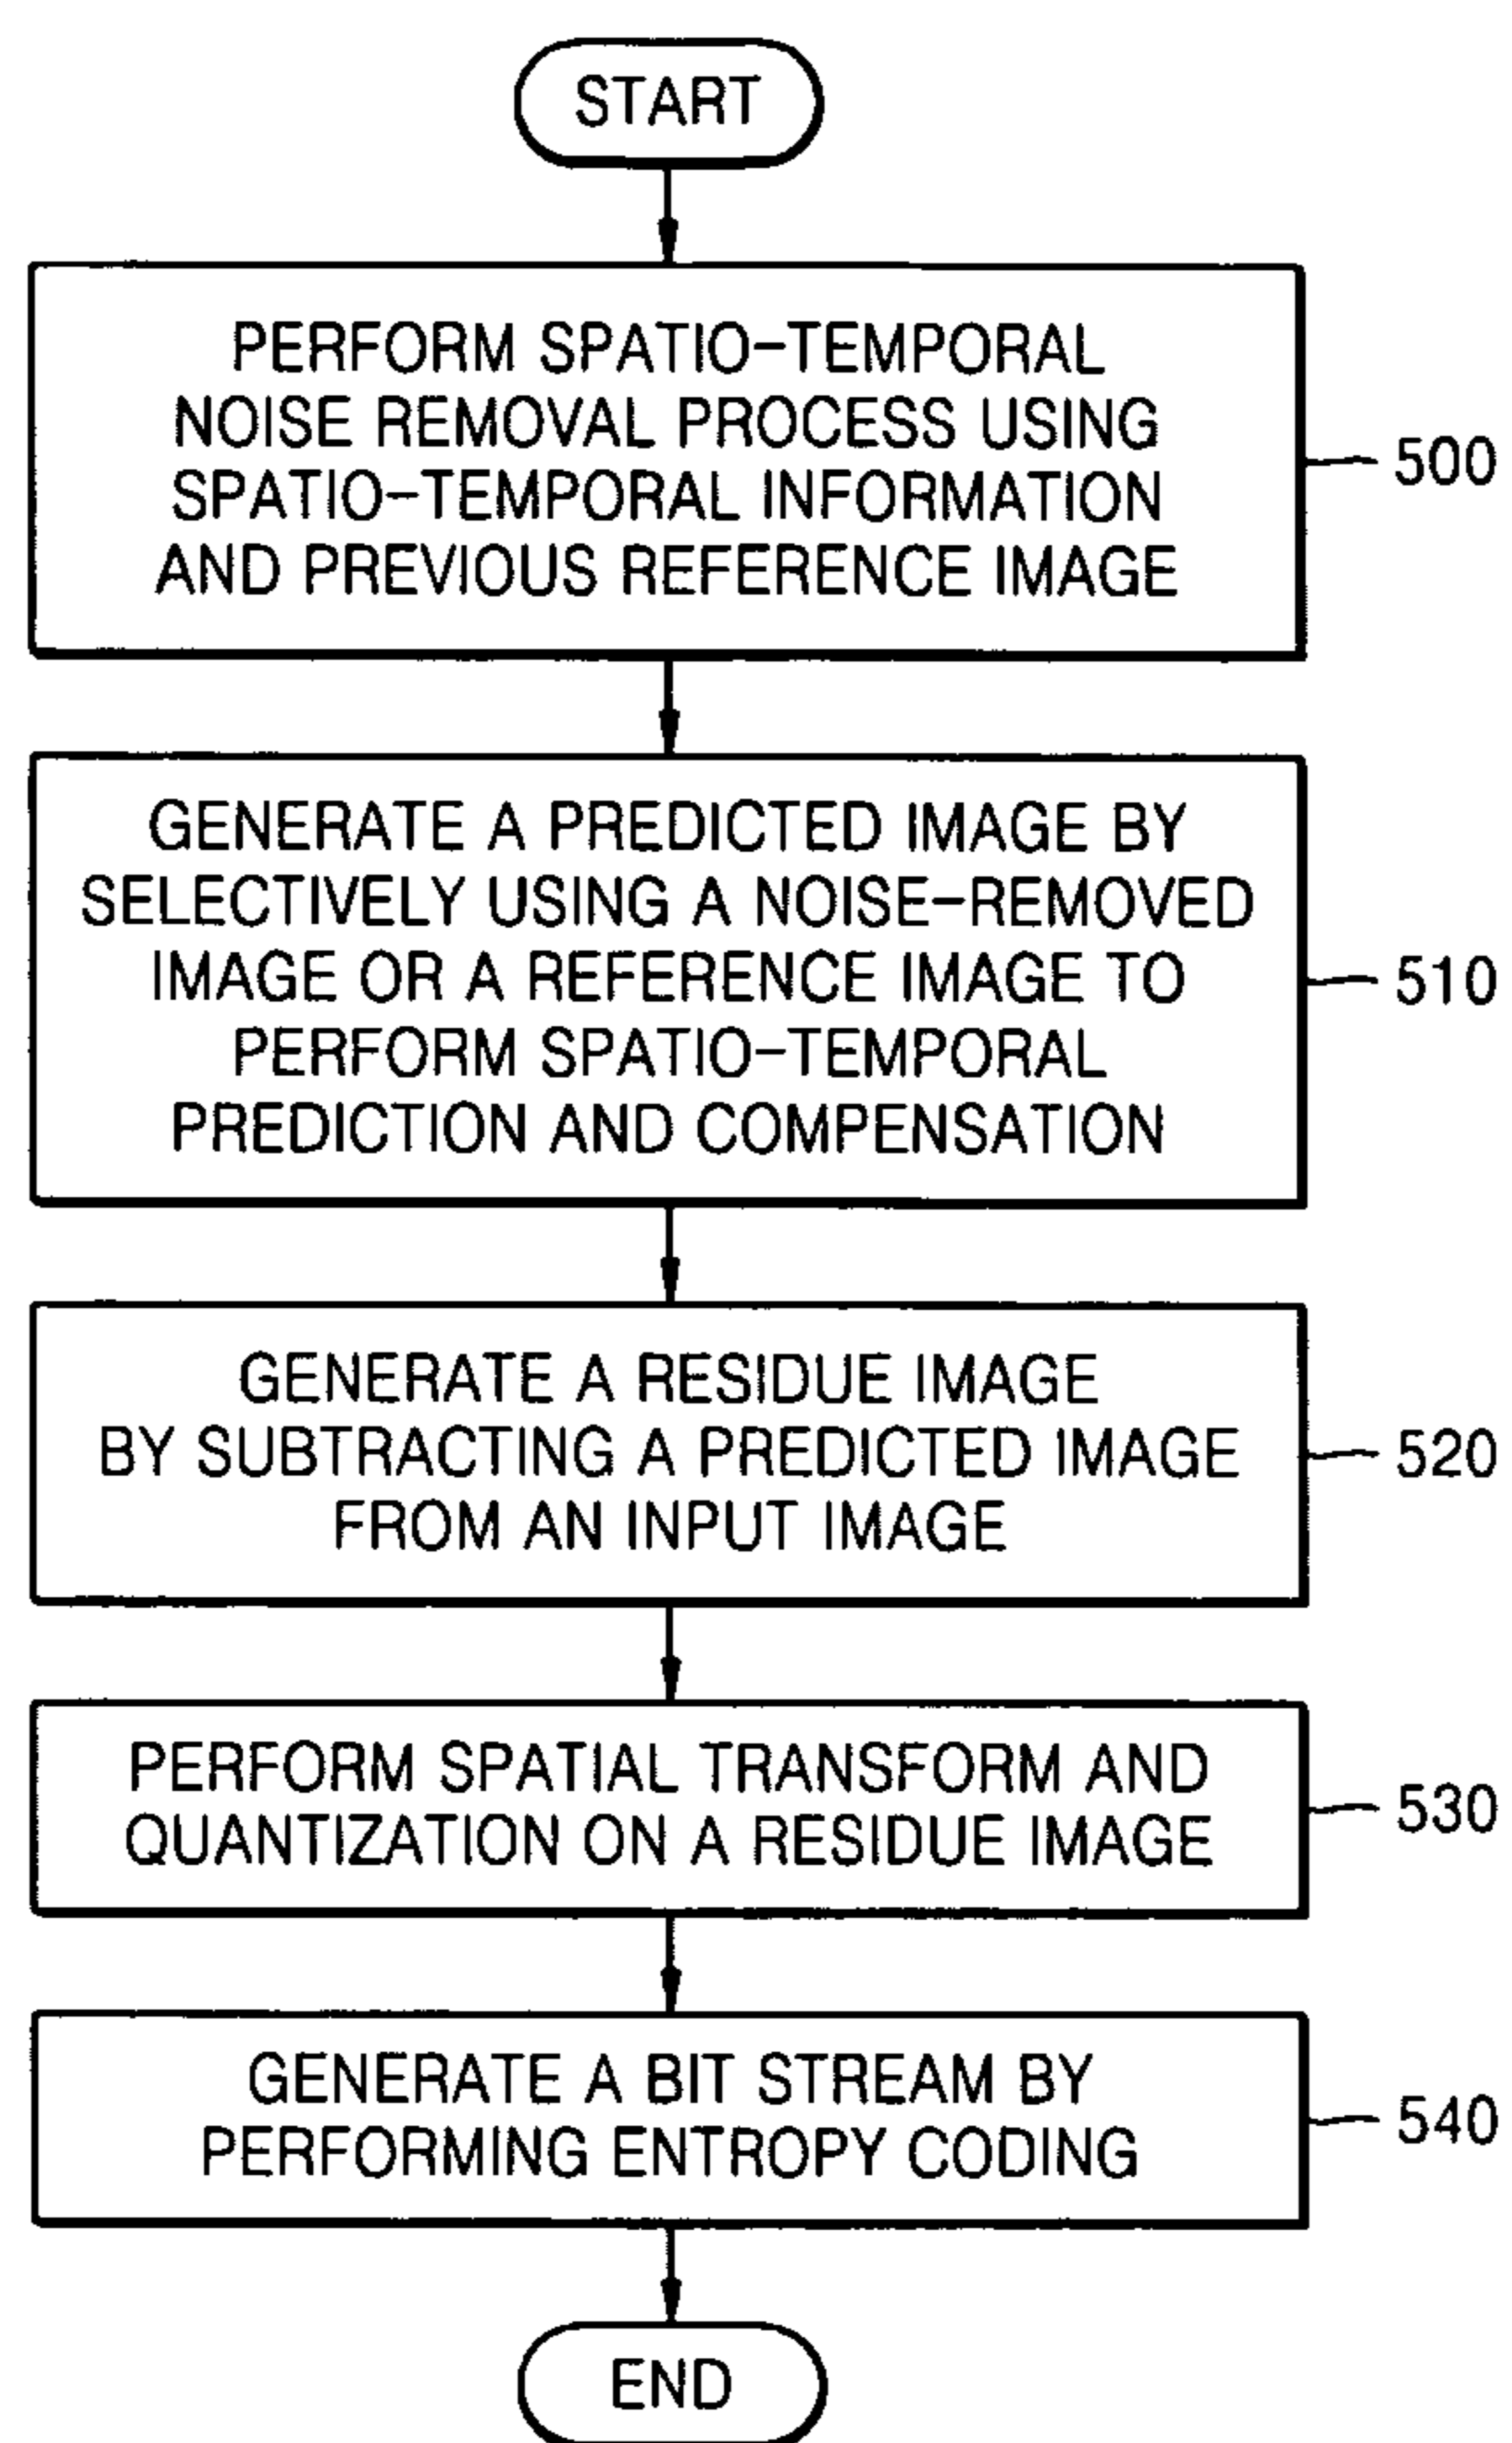 START
PERFORM SPATIO-TEMPORAL
NOISE REMOVAL PROCESS USING
SPATIO-TEMPORAL INFORMATION
AND PREVIOUS REFERENCE IMAGE
500
GENERATE A PREDICTED IMAGE BY
SELECTIVELY USING A NOISE-REMOVED
IMAGE OR A REFERENCE IMAGE TO
PERFORM SPATIO-TEMPORAL
PREDICTION AND COMPENSATION
510
GENERATE A RESIDUE IMAGE
BY SUBTRACTING A PREDICTED IMAGE
FROM AN INPUT IMAGE
520
PERFORM SPATIAL TRANSFORM AND
QUANTIZATION ON A RESIDUE IMAGE
530
GENERATE A BIT STREAM BY
PERFORMING ENTROPY CODING
540
END